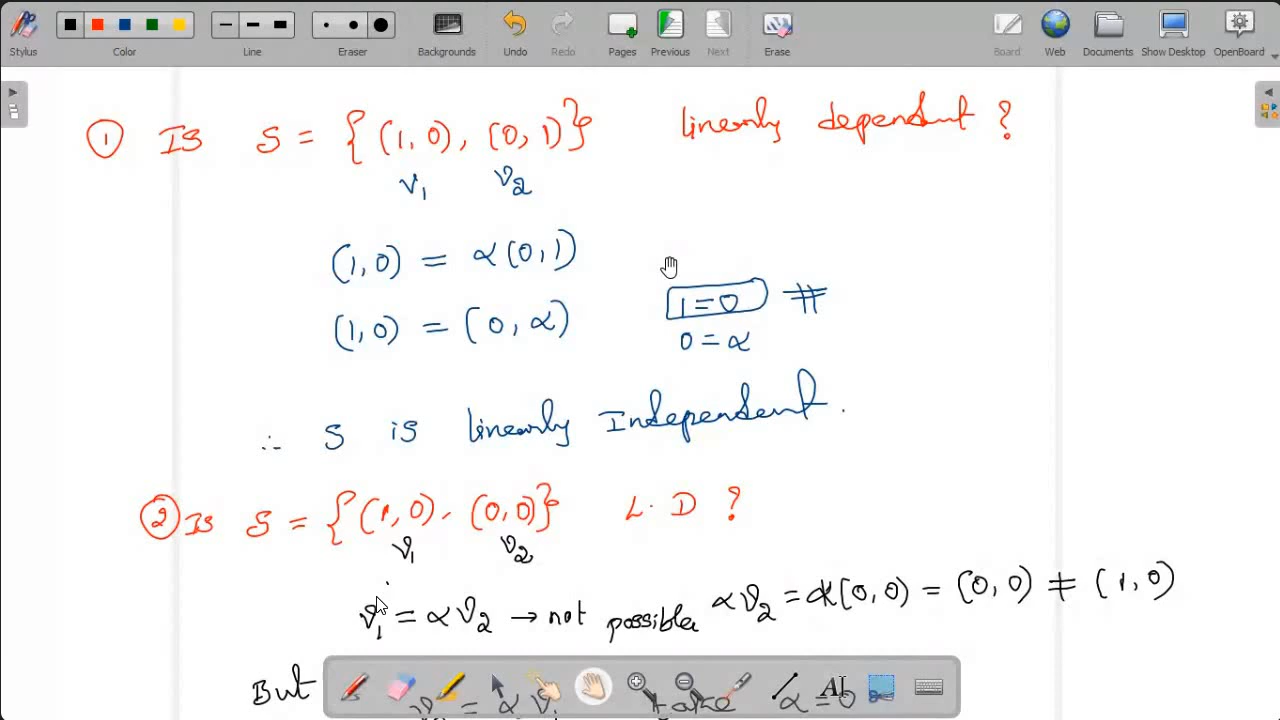 Stylus Color Line Eraser Backgrounds Undo Redo Pages Previous Next Erase Board Web Documents Show Desktop OpenBoard
① Is S = {(1,0), (0,1)} linearly dependent ?
v₁ v₂
(1,0) = α(0,1)
1=0 #
(1,0) = (0,α)
0=α
∴ S is linearly Independent.
② Is S = {(1,0), (0,0)} L.D ?
v₁ v₂
v₁ = αv₂ → not possible αv₂ = α(0,0) = (0,0) ≠ (1,0)
But
= α v₁ take α=0